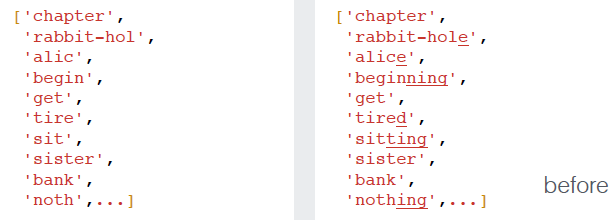 ['chapter',
'rabbit-hol',
'alic',
'begin',
'get',
'tire',
'sit',
'sister',
'bank',
'noth',...]
['chapter',
'rabbit-hole',
'alice',
'beginning',
'get',
'tired',
'sitting',
'sister',
'bank',
'nothing',...]
before